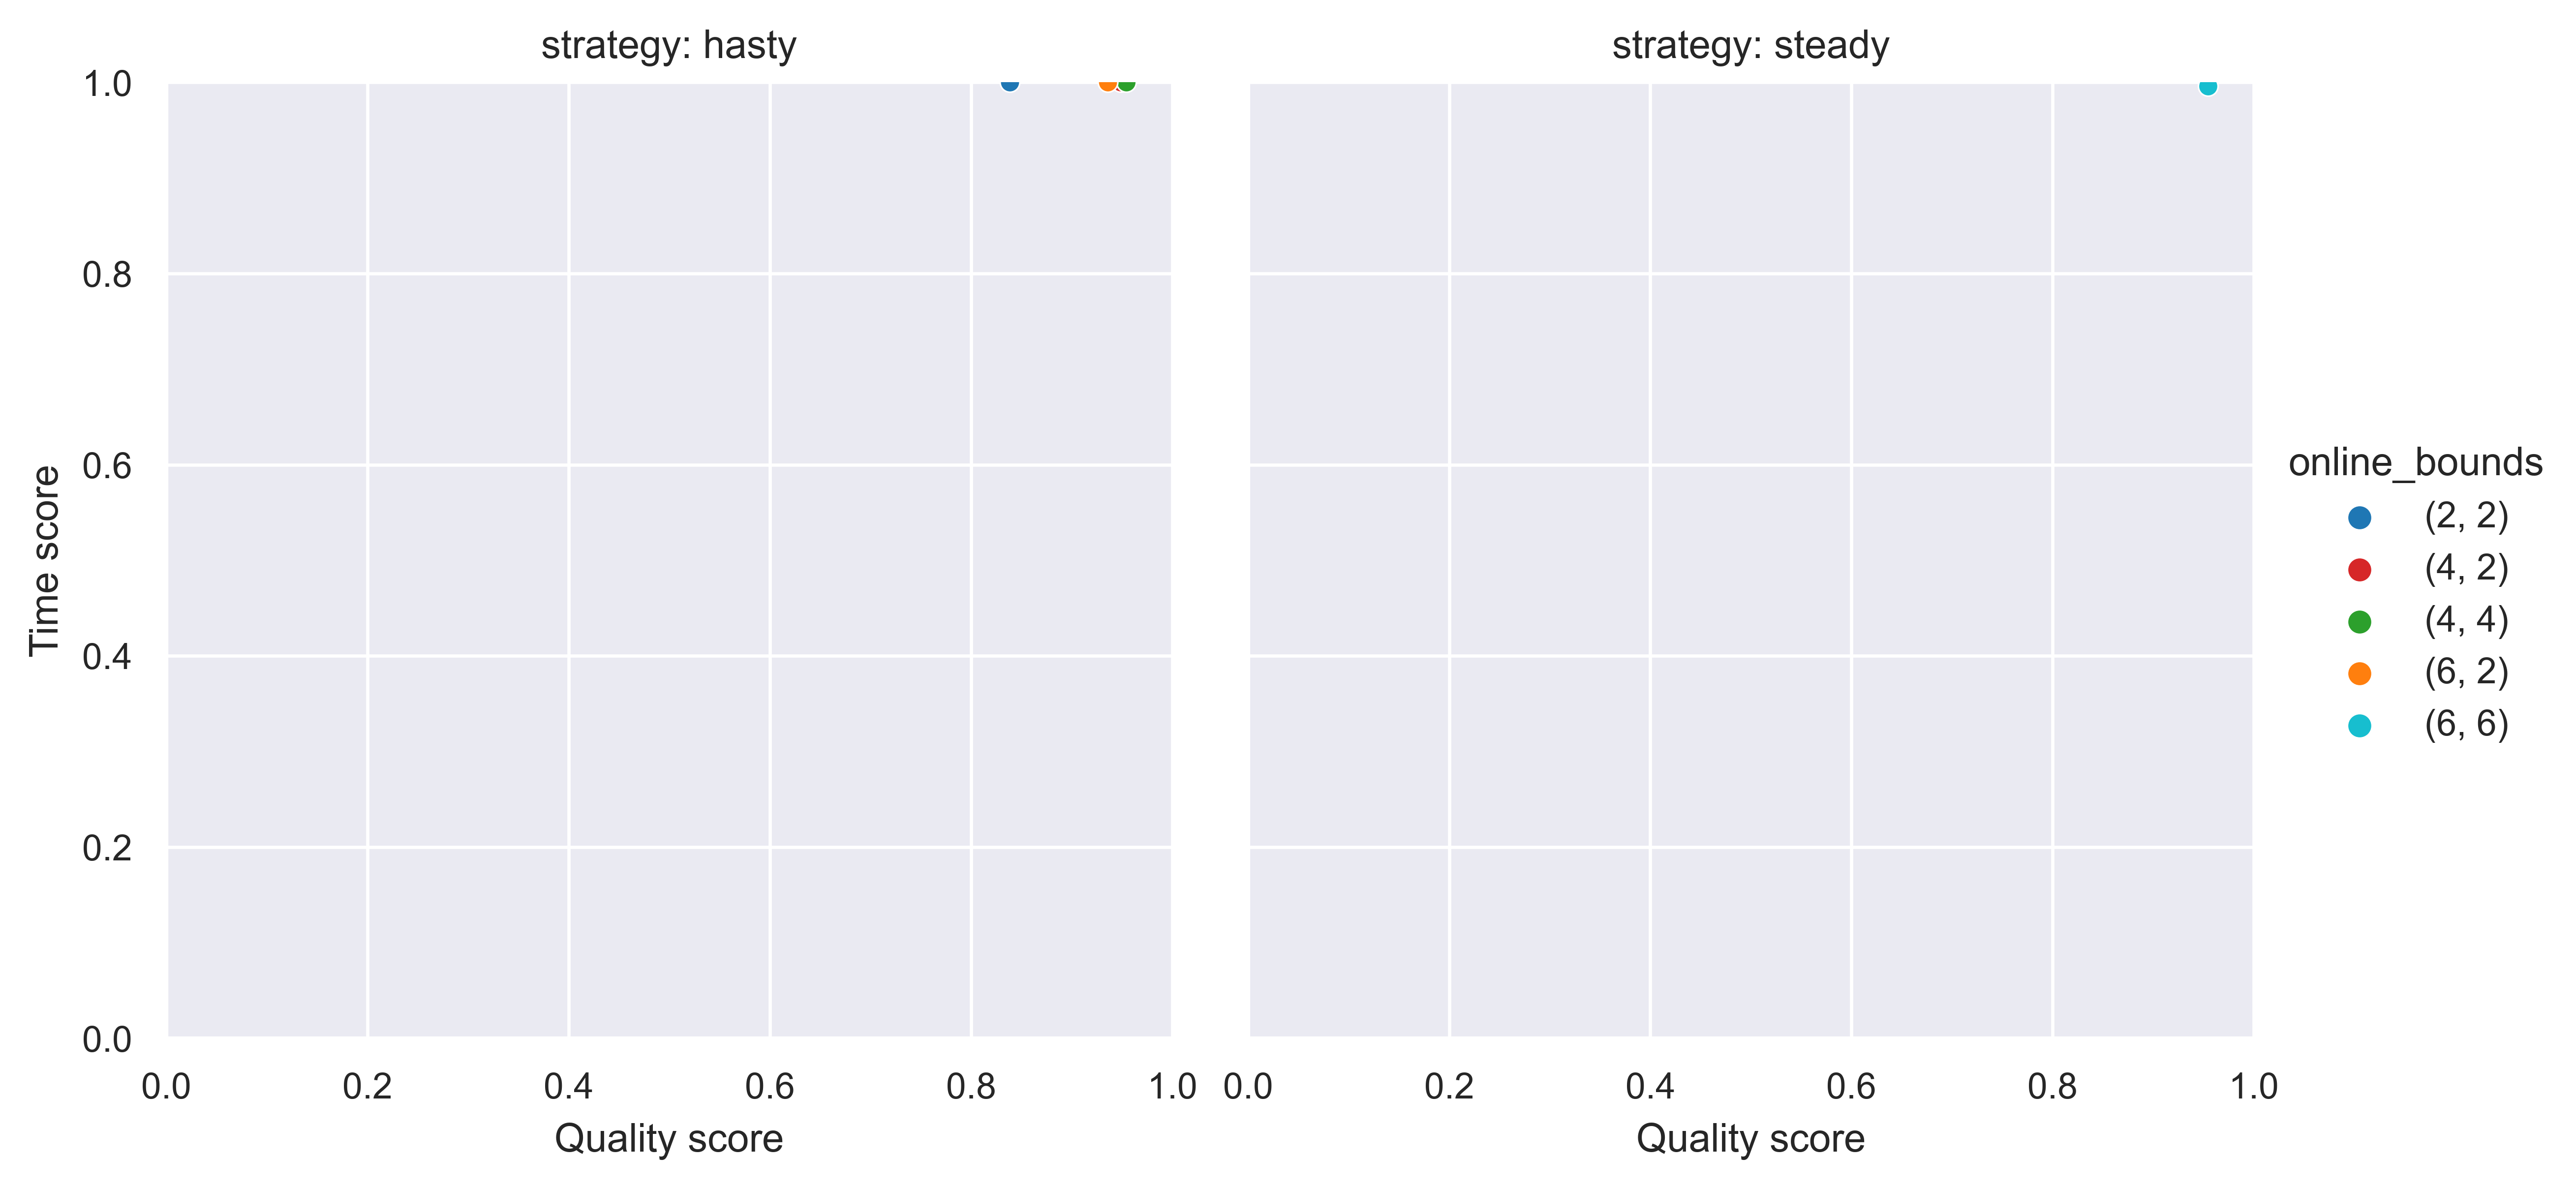 strategy: hasty
strategy: steady
1.0
0.8
0.6
0.4
0.2
0.0
Time score
0.0 0.2 0.4 0.6 0.8 1.0
0.0 0.2 0.4 0.6 0.8 1.0
Quality score
Quality score
online_bounds
(2, 2)
(4, 2)
(4, 4)
(6, 2)
(6, 6)